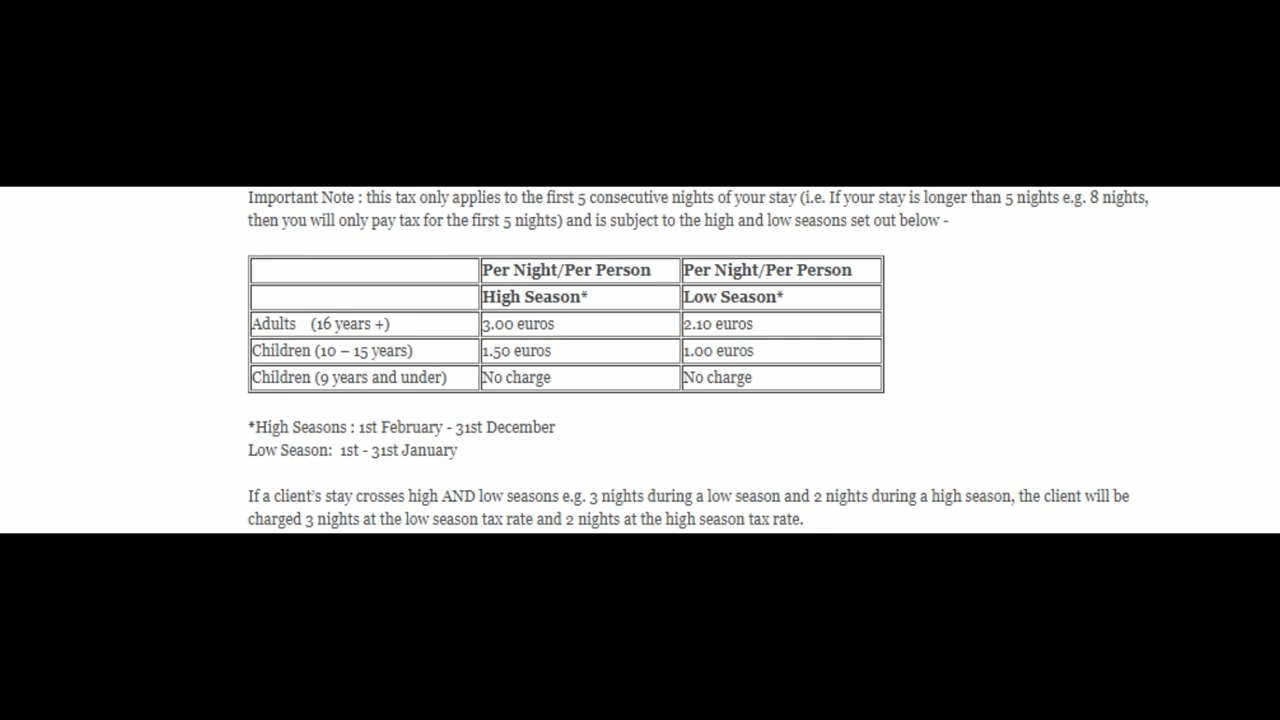 Important Note : this tax only applies to the first 5 consecutive nights of your stay (i.e. If your stay is longer than 5 nights e.g. 8 nights,
then you will only pay tax for the first 5 nights) and is subject to the high and low seasons set out below -
Per Night/Per Person Per Night/Per Person
High Season* Low Season*
Adults (16 years +) 3.00 euros 2.10 euros
Children (10 – 15 years) 1.50 euros 1.00 euros
Children (9 years and under) No charge No charge
*High Seasons : 1st February - 31st December
Low Season: 1st - 31st January
If a client's stay crosses high AND low seasons e.g. 3 nights during a low season and 2 nights during a high season, the client will be
charged 3 nights at the low season tax rate and 2 nights at the high season tax rate.